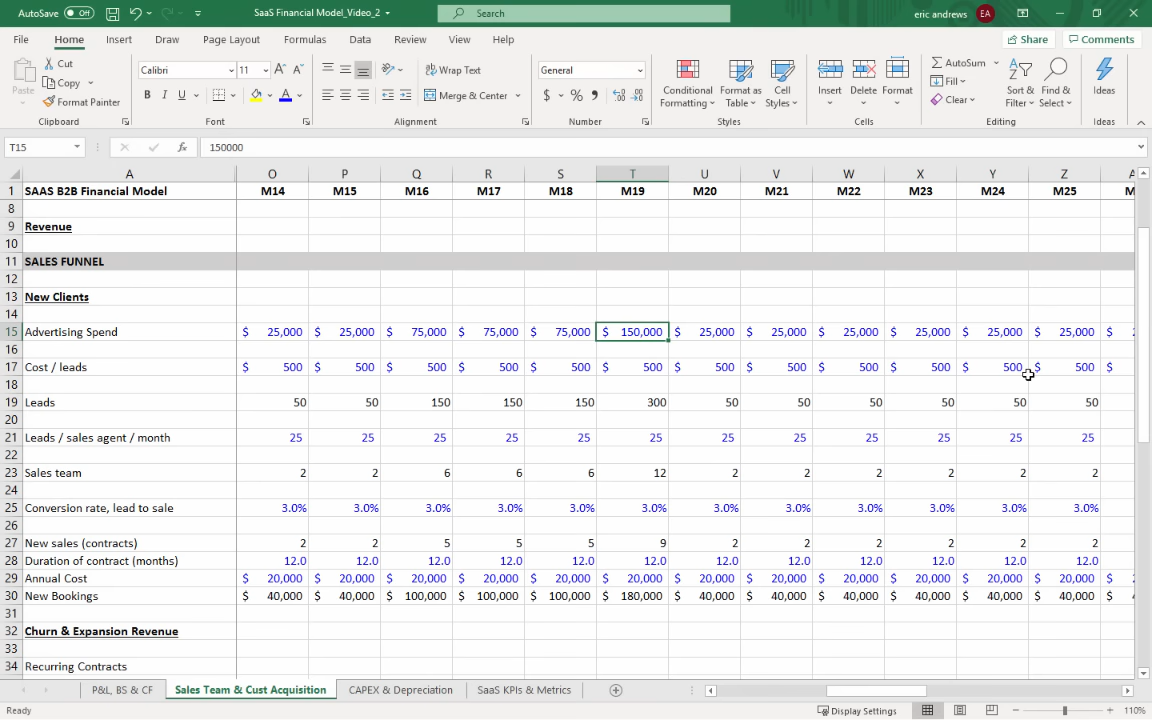 AutoSave Off SaaS Financial Model_Video_2 Search eric andrews EA
File Home Insert Draw Page Layout Formulas Data Review View Help Share Comments
Paste Cut Copy Format Painter Clipboard
Calibri 11 A A B I U A Font
Wrap Text Merge & Center Alignment
General $ % Number
Conditional Formatting Format as Table Cell Styles Styles
Insert Delete Format Cells
AutoSum Fill Clear Sort & Filter Find & Select Editing
Ideas Ideas
T15 fx 150000
A O P Q R S T U V W X Y Z
1 SAAS B2B Financial Model M14 M15 M16 M17 M18 M19 M20 M21 M22 M23 M24 M25
8
9 Revenue
10
11 SALES FUNNEL
12
13 New Clients
14
15 Advertising Spend $ 25,000 $ 25,000 $ 75,000 $ 75,000 $ 75,000 $ 150,000 $ 25,000 $ 25,000 $ 25,000 $ 25,000 $ 25,000 $ 25,000 $
16
17 Cost / leads $ 500 $ 500 $ 500 $ 500 $ 500 $ 500 $ 500 $ 500 $ 500 $ 500 $ 500 $ 500 $
18
19 Leads 50 50 150 150 150 300 50 50 50 50 50 50
20
21 Leads / sales agent / month 25 25 25 25 25 25 25 25 25 25 25 25
22
23 Sales team 2 2 6 6 6 12 2 2 2 2 2 2
24
25 Conversion rate, lead to sale 3.0% 3.0% 3.0% 3.0% 3.0% 3.0% 3.0% 3.0% 3.0% 3.0% 3.0% 3.0%
26
27 New sales (contracts) 2 2 5 5 5 9 2 2 2 2 2 2
28 Duration of contract (months) 12.0 12.0 12.0 12.0 12.0 12.0 12.0 12.0 12.0 12.0 12.0 12.0
29 Annual Cost $ 20,000 $ 20,000 $ 20,000 $ 20,000 $ 20,000 $ 20,000 $ 20,000 $ 20,000 $ 20,000 $ 20,000 $ 20,000 $ 20,000 $
30 New Bookings $ 40,000 $ 40,000 $ 100,000 $ 100,000 $ 100,000 $ 180,000 $ 40,000 $ 40,000 $ 40,000 $ 40,000 $ 40,000 $ 40,000 $
31
32 Churn & Expansion Revenue
33
34 Recurring Contracts
P&L, BS & CF Sales Team & Cust Acquisition CAPEX & Depreciation SaaS KPIs & Metrics
Ready Display Settings 110%